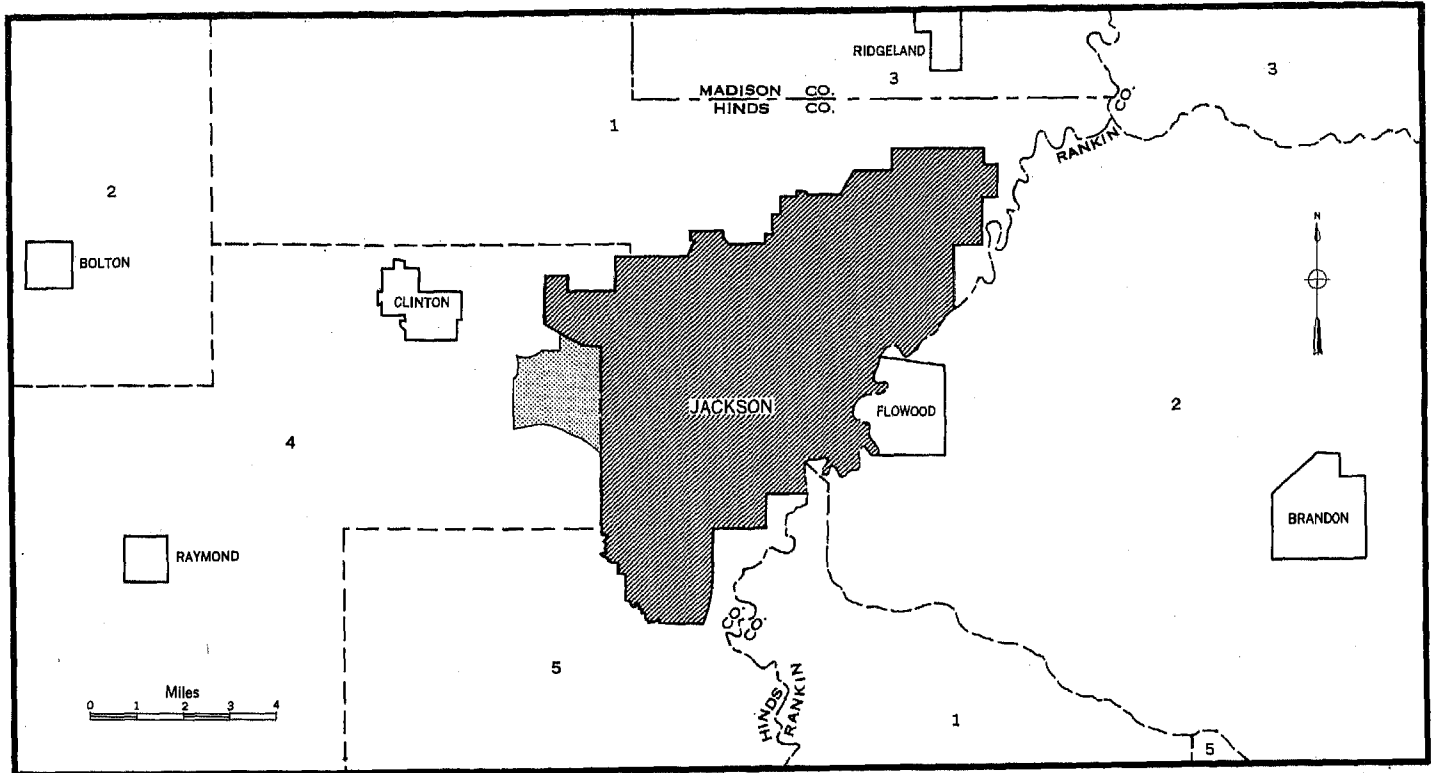 RIDGELAND
3
3
MADISON CO.
HINDS CO.
CO.
RANKIN
1
2
N
BOLTON
CLINTON
JACKSON
FLOWOOD
2
4
BRANDON
RAYMOND
5
CO.
CO.
Miles
0 1 2 3 4
HINDS
RANKIN
1
5